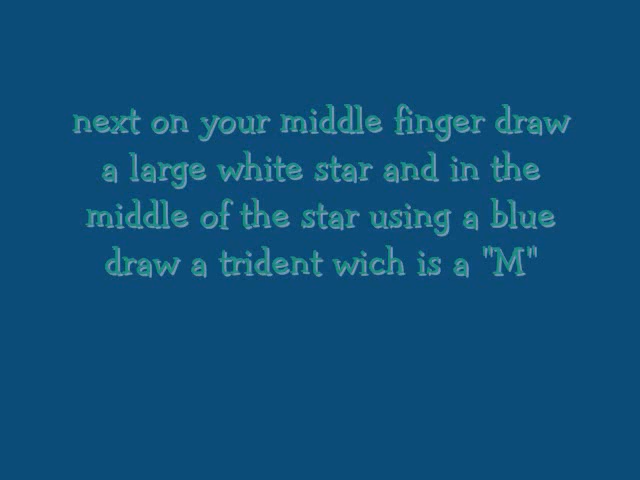 next on your middle finger draw
a large white star and in the
middle of the star using a blue
draw a trident wich is a "M"